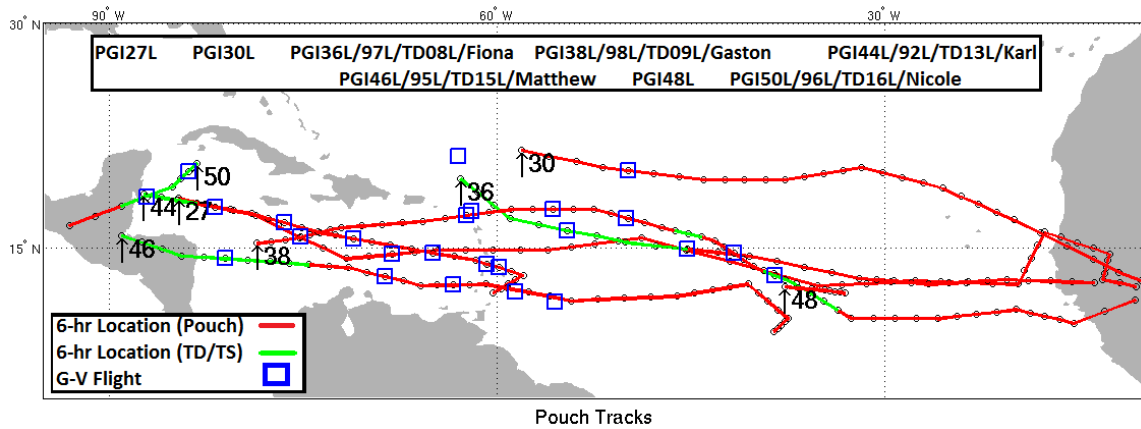 90° W 60° W 30° W
30° N
PGI27L PGI30L PGI36L/97L/TD08L/Fiona PGI38L/98L/TD09L/Gaston PGI44L/92L/TD13L/Karl
PGI46L/95L/TD15L/Matthew PGI48L PGI50L/96L/TD16L/Nicole
30
50
36
44
27
46
38
15° N
48
6-hr Location (Pouch)
6-hr Location (TD/TS)
G-V Flight
Pouch Tracks